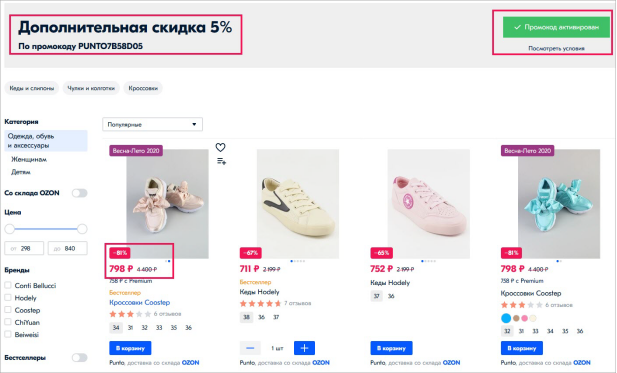 Дополнительная скидка 5%
По промокоду PUNTO7B58D05
Промокод активирован
Посмотреть условия
Кеды и слипоны
Чулки и колготки
Кроссовки
Категория
Одежда, обувь
и аксессуары
Женщинам
Детям
Со склада OZON
Цена
от 298
до 840
Бренды
Conti Bellucci
Hodely
Coostep
ChiYuan
Beiweisi
Бестселлеры
Популярные
Весна-Лето 2020
-81%
798 ₽ 4 400 ₽
758 ₽ с Premium
Бестселлер
Кроссовки Coostep
6 отзывов
34 31 32 33 35 36
В корзину
Punto, доставка со склада OZON
-67%
711 ₽ 2 199 ₽
Бестселлер
Кеды Hodely
7 отзывов
38 36 37
1 шт
Punto, доставка со склада OZON
-65%
752 ₽ 2 199 ₽
Кеды Hodely
37 36
В корзину
Punto, доставка со склада OZON
Весна-Лето 2020
-81%
798 ₽ 4 400 ₽
Бестселлер
Кроссовки Coostep
6 отзывов
32 31 33 34 35 36
В корзину
Punto, доставка со склада OZON